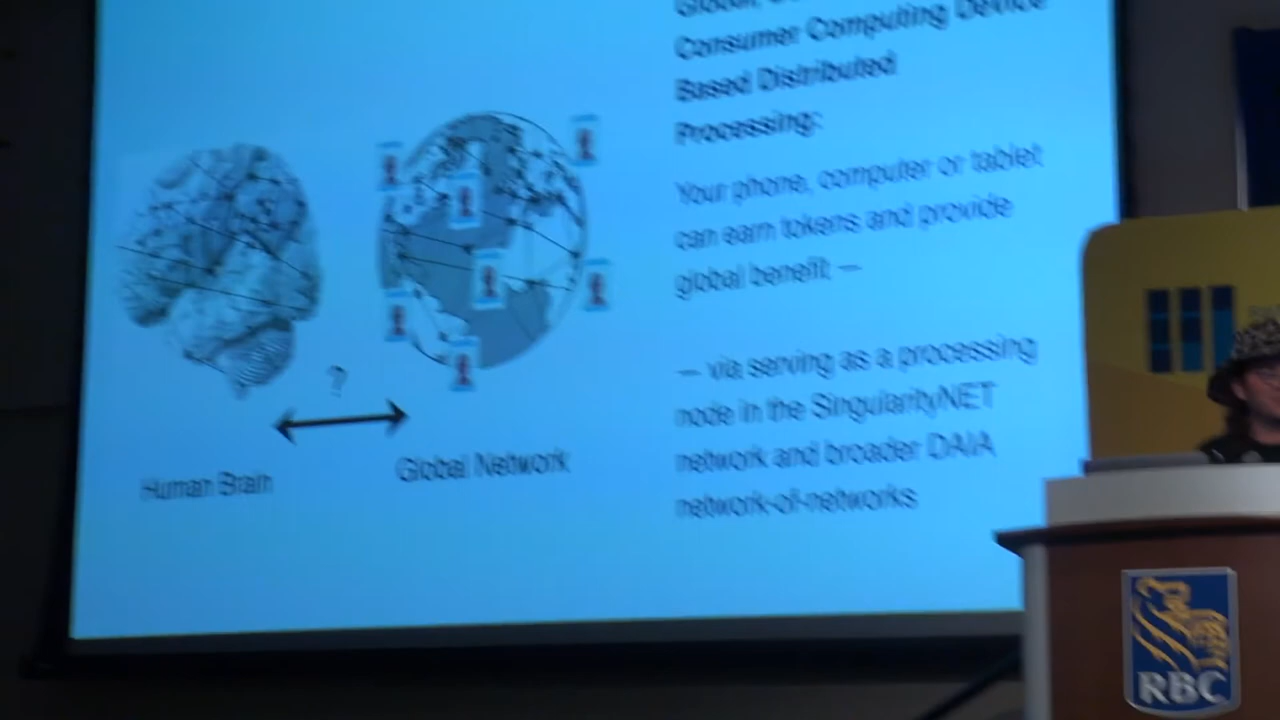 Global,
Consumer Computing Device
Based Distributed
Processing:
Your phone, computer or tablet
can earn tokens and provide
global benefit —
— via serving as a processing
node in the SingularityNET
network and broader DAIA
network-of-networks
?
Human Brain
Global Network
RBC